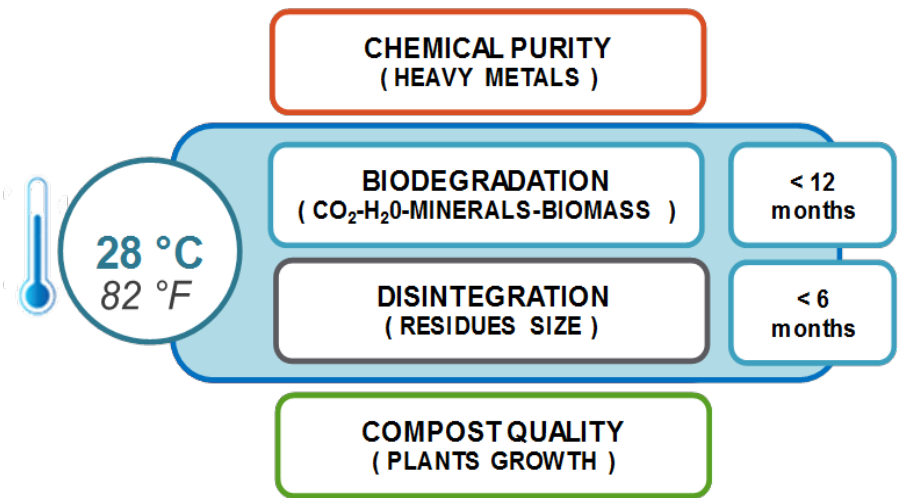 CHEMICAL PURITY
( HEAVY METALS )
BIODEGRADATION
( CO₂-H₂0-MINERALS-BIOMASS )
< 12
months
28 °C
82 °F
DISINTEGRATION
( RESIDUES SIZE )
< 6
months
COMPOST QUALITY
( PLANTS GROWTH )